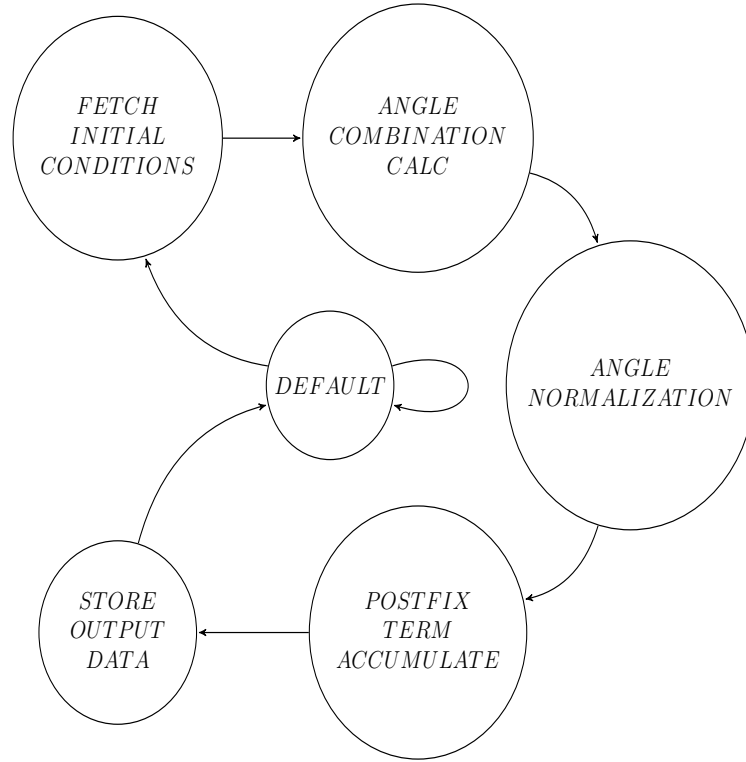 FETCH
INITIAL
CONDITIONS
ANGLE
COMBINATION
CALC
ANGLE
NORMALIZATION
DEFAULT
POSTFIX
TERM
ACCUMULATE
STORE
OUTPUT
DATA